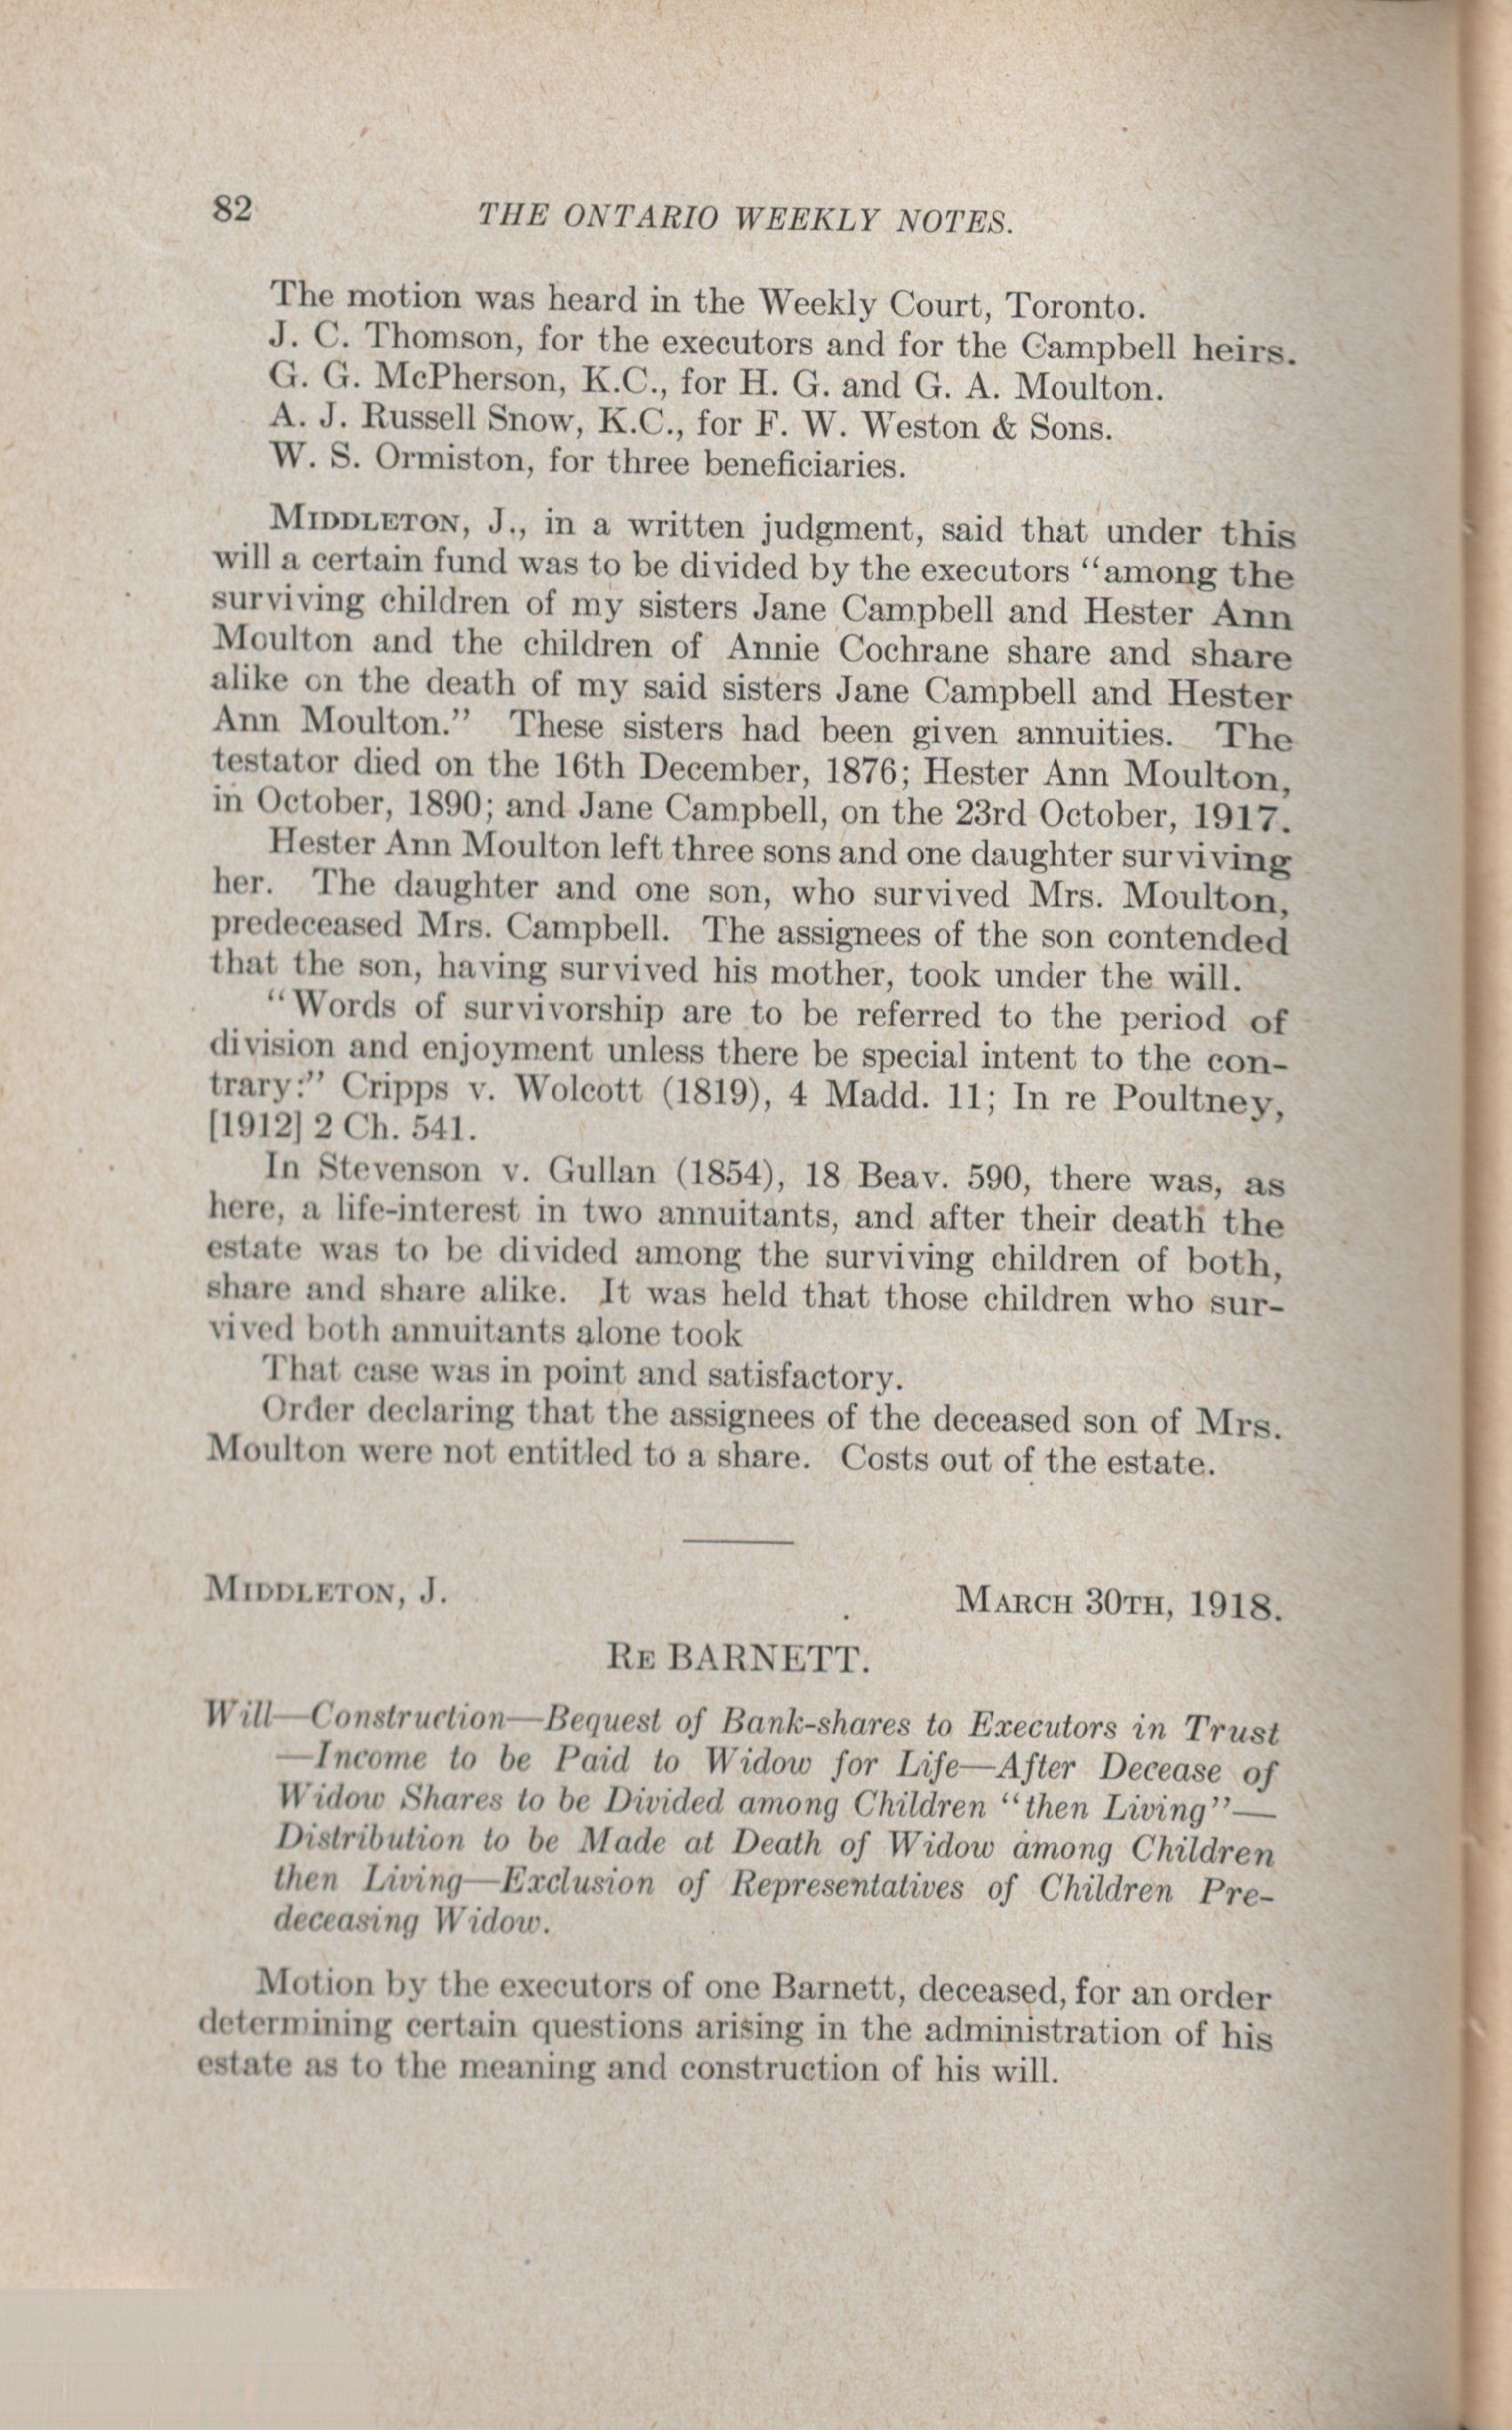 82 THE ONTARIO WEEKLY NOTES.
The motion was heard in the Weekly Court, Toronto.
J. C. Thomson, for the executors and for the Campbell heirs.
G. G. McPherson, K.C., for H. G. and G. A. Moulton.
A. J. Russell Snow, K.C., for F. W. Weston & Sons.
W. S. Ormiston, for three beneficiaries.
MIDDLETON, J., in a written judgment, said that under this
will a certain fund was to be divided by the executors “among the
surviving children of my sisters Jane Campbell and Hester Ann
Moulton and the children of Annie Cochrane share and share
alike on the death of my said sisters Jane Campbell and Hester
Ann Moulton.” These sisters had been given annuities. The
testator died on the 16th December, 1876; Hester Ann Moulton,
in October, 1890; and Jane Campbell, on the 23rd October, 1917.
Hester Ann Moulton left three sons and one daughter surviving
her. The daughter and one son, who survived Mrs. Moulton,
predeceased Mrs. Campbell. The assignees of the son contended
that the son, having survived his mother, took under the will.
“Words of survivorship are to be referred to the period of
division and enjoyment unless there be special intent to the con-
trary:” Cripps v. Wolcott (1819), 4 Madd. 11; In re Poultney,
[1912] 2 Ch. 541.
In Stevenson v. Gullan (1854), 18 Beav. 590, there was, as
here, a life-interest in two annuitants, and after their death the
estate was to be divided among the surviving children of both,
share and share alike. It was held that those children who sur-
vived both annuitants alone took
That case was in point and satisfactory.
Order declaring that the assignees of the deceased son of Mrs.
Moulton were not entitled to a share. Costs out of the estate.
MIDDLETON, J. MARCH 30TH, 1918.
RE BARNETT.
Will—Construction—Bequest of Bank-shares to Executors in Trust
—Income to be Paid to Widow for Life—After Decease of
Widow Shares to be Divided among Children “then Living”—
Distribution to be Made at Death of Widow among Children
then Living—Exclusion of Representatives of Children Pre-
deceasing Widow.
Motion by the executors of one Barnett, deceased, for an order
determining certain questions arising in the administration of his
estate as to the meaning and construction of his will.